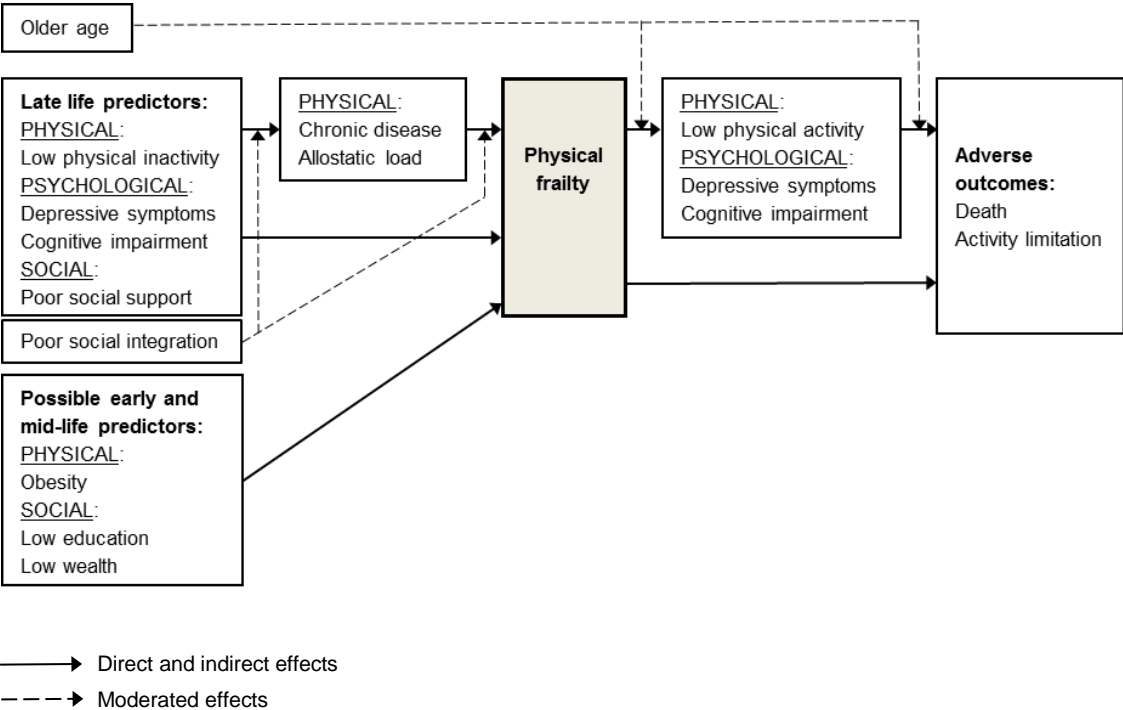 Older age
Late life predictors:
PHYSICAL:
Low physical inactivity
PSYCHOLOGICAL:
Depressive symptoms
Cognitive impairment
SOCIAL:
Poor social support
Poor social integration
Possible early and
mid-life predictors:
PHYSICAL:
Obesity
SOCIAL:
Low education
Low wealth
PHYSICAL:
Chronic disease
Allostatic load
Physical
frailty
PHYSICAL:
Low physical activity
PSYCHOLOGICAL:
Depressive symptoms
Cognitive impairment
Adverse
outcomes:
Death
Activity limitation
Direct and indirect effects
Moderated effects